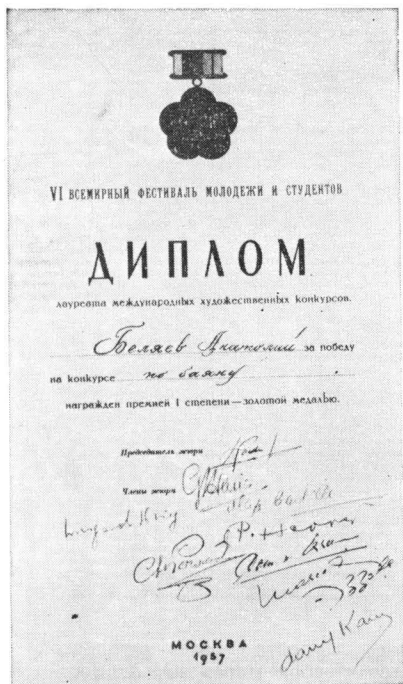 VI ВСЕМИРНЫЙ ФЕСТИВАЛЬ МОЛОДЕЖИ И СТУДЕНТОВ
ДИПЛОМ
лауреата международных художественных конкурсов.
Беляев Анатолий за победу
на конкурсе по баяну .
награжден премией I степени — золотой медалью.
Председатель жюри
Члены жюри
МОСКВА
1957